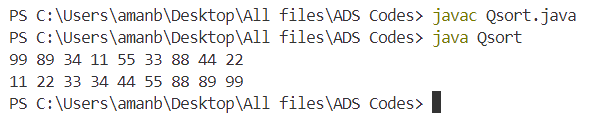 PS C:\Users\amanb\Desktop\All files\ADS Codes> javac Qsort.java
PS C:\Users\amanb\Desktop\All files\ADS Codes> java Qsort
99 89 34 11 55 33 88 44 22
11 22 33 34 44 55 88 89 99
PS C:\Users\amanb\Desktop\All files\ADS Codes>